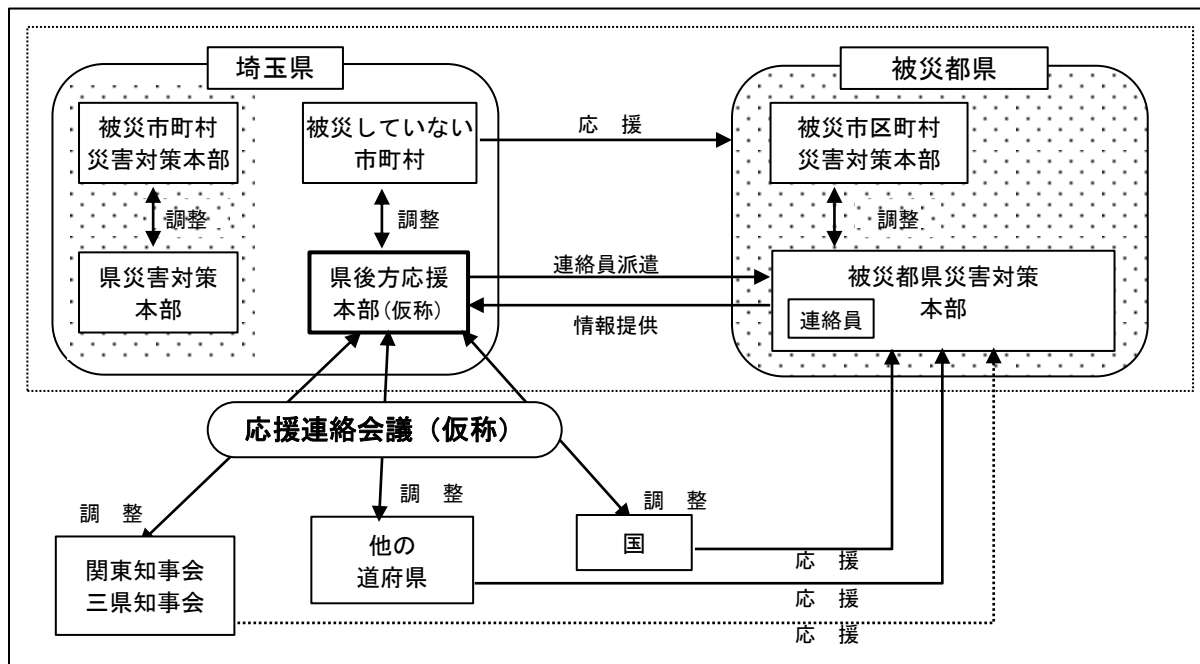 埼玉県
被災都県
被災市町村
災害対策本部
被災していない
市町村
応　援
被災市区町村
災害対策本部
調整
調整
調整
県災害対策
本部
県後方応援
本部(仮称)
連絡員派遣
情報提供
被災都県災害対策
本部
連絡員
応援連絡会議（仮称）
調　整
調　整
調　整
関東知事会
三県知事会
他の
道府県
国
応　援
応　援
応　援